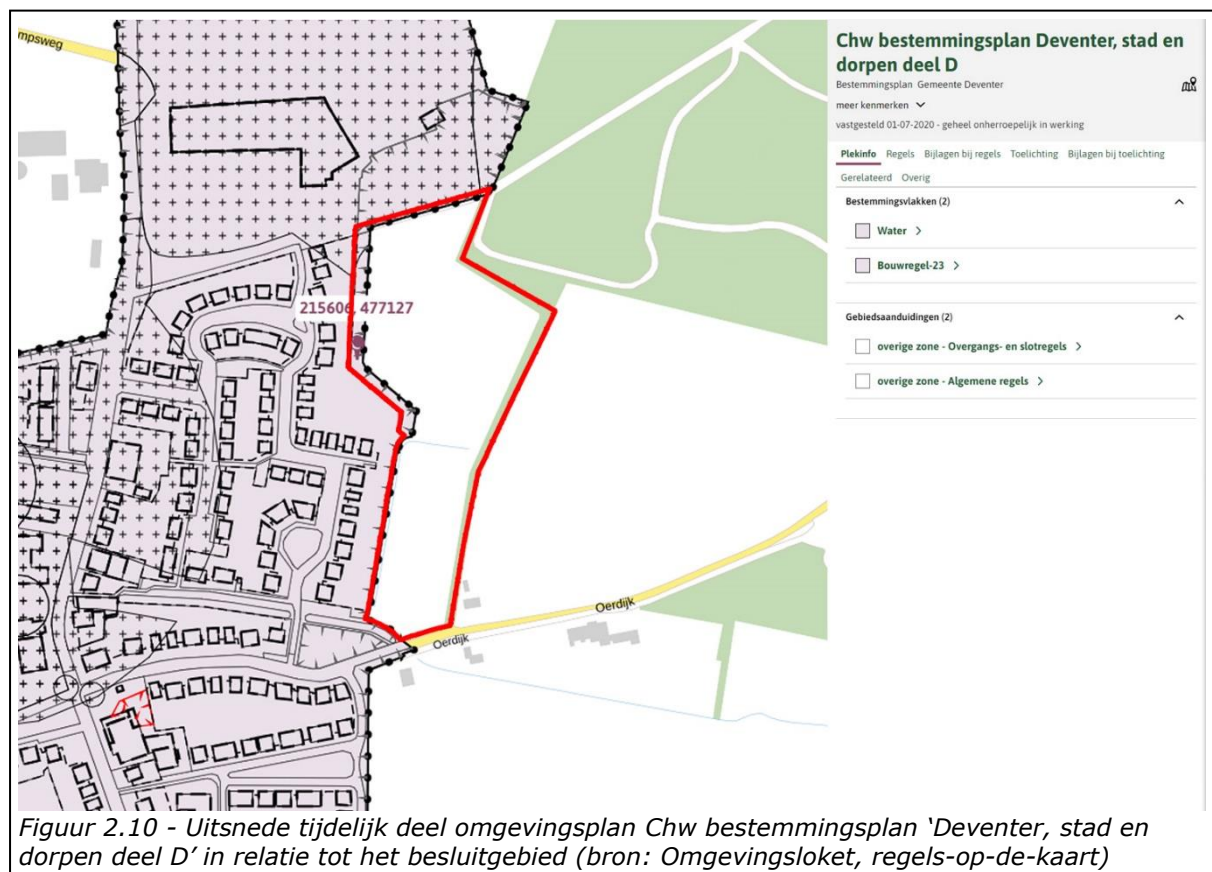 mpsweg
215606, 477127
Oerdijk
Oerdijk
Chw bestemmingsplan Deventer, stad en
dorpen deel D
Bestemmingsplan Gemeente Deventer
meer kenmerken
vastgesteld 01-07-2020 - geheel onherroepelijk in werking
Plekinfo Regels Bijlagen bij regels Toelichting Bijlagen bij toelichting
Gerelateerd Overig
Bestemmingsvlakken (2)
Water
Bouwregel-23
Gebiedsaanduidingen (2)
overige zone - Overgangs- en slotregels
overige zone - Algemene regels
Figuur 2.10 - Uitsnede tijdelijk deel omgevingsplan Chw bestemmingsplan ‘Deventer, stad en
dorpen deel D’ in relatie tot het besluitgebied (bron: Omgevingsloket, regels-op-de-kaart)